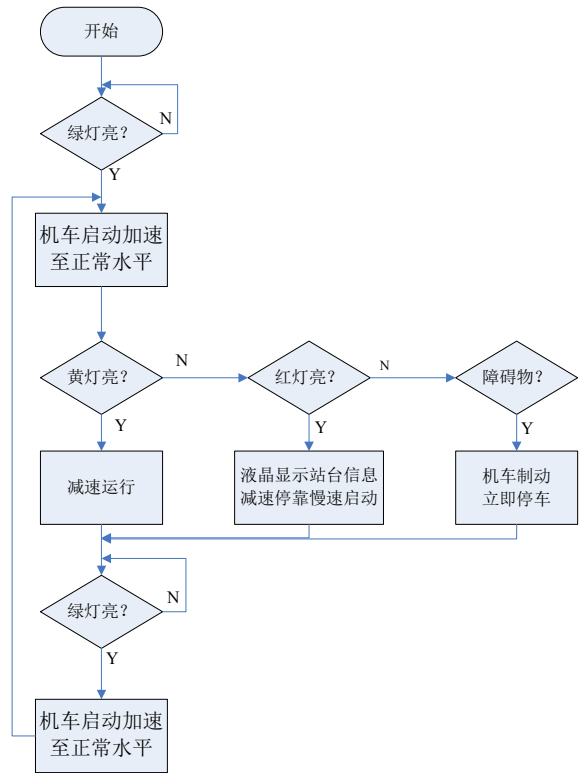 开始
绿灯亮?
N
Y
机车启动加速
至正常水平
黄灯亮?
N
红灯亮?
N
障碍物?
Y
Y
Y
减速运行
液晶显示站台信息
减速停靠慢速启动
机车制动
立即停车
绿灯亮?
N
Y
机车启动加速
至正常水平